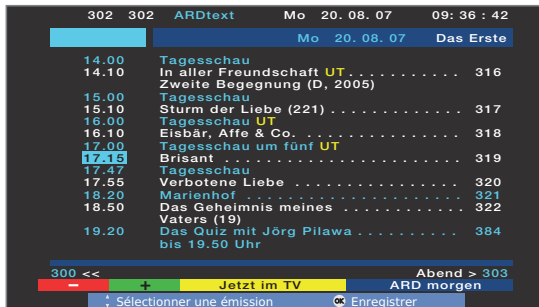 302 302 ARDtext Mo 20. 08. 07 09: 36 : 42
Mo 20. 08. 07 Das Erste
14.00 Tagesschau
14.10 In aller Freundschaft UT . . . . . . . . . . . 316
Zweite Begegnung (D, 2005)
15.00 Tagesschau
15.10 Sturm der Liebe (221) . . . . . . . . . . . . 317
16.00 Tagesschau UT
16.10 Eisbär, Affe & Co. . . . . . . . . . . . . . . 318
17.00 Tagesschau um fünf UT
17.15 Brisant . . . . . . . . . . . . . . . . . . . 319
17.47 Tagesschau
17.55 Verbotene Liebe . . . . . . . . . . . . . . 320
18.20 Marienhof . . . . . . . . . . . . . . . . . 321
18.50 Das Geheimnis meines . . . . . . . . . . . 322
Vaters (19)
19.20 Das Quiz mit Jörg Pilawa . . . . . . . . . . 384
bis 19.50 Uhr
300 << Abend > 303
− + Jetzt im TV ARD morgen
Sélectionner une émission OK Enregistrer